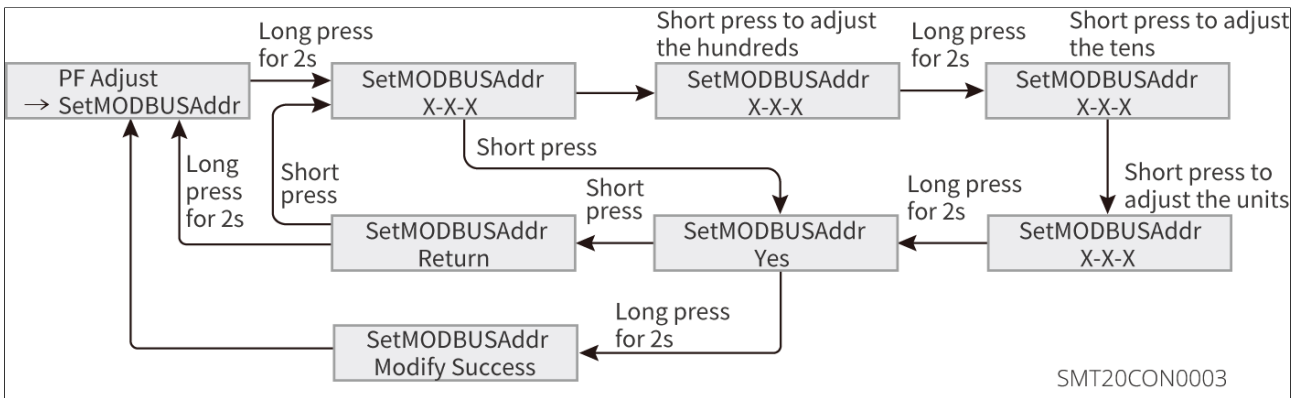 Long press
for 2s
Short press to adjust
the hundreds
Long press
for 2s
Short press to adjust
the tens
PF Adjust
→ SetMODBUSAddr
SetMODBUSAddr
X-X-X
SetMODBUSAddr
X-X-X
SetMODBUSAddr
X-X-X
Long
press
for 2s
Short
press
Short press
Short
press
Long press
for 2s
Short press to
adjust the units
SetMODBUSAddr
Return
SetMODBUSAddr
Yes
SetMODBUSAddr
X-X-X
Long press
for 2s
SetMODBUSAddr
Modify Success
SMT20CON0003